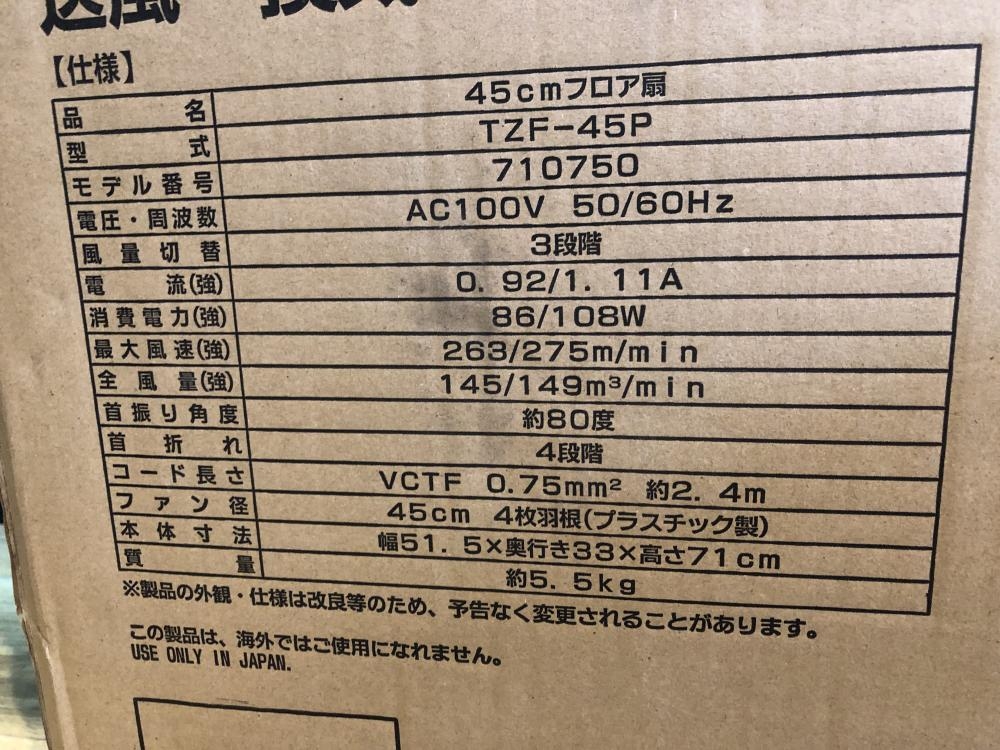 送風 換気
【仕様】
品名 45cmフロア扇
型式 TZF-45P
モデル番号 710750
電圧・周波数 AC100V 50/60Hz
風量切替 3段階
電流(強) 0.92/1.11A
消費電力(強) 86/108W
最大風速(強) 263/275m/min
全風量(強) 145/149m³/min
首振り角度 約80度
首折れ 4段階
コード長さ VCTF 0.75mm² 約2.4m
ファン径 45cm 4枚羽根(プラスチック製)
本体寸法 幅51.5×奥行き33×高さ71cm
質量 約5.5kg
※製品の外観・仕様は改良等のため、予告なく変更されることがあります。
この製品は、海外ではご使用になれません。
USE ONLY IN JAPAN.